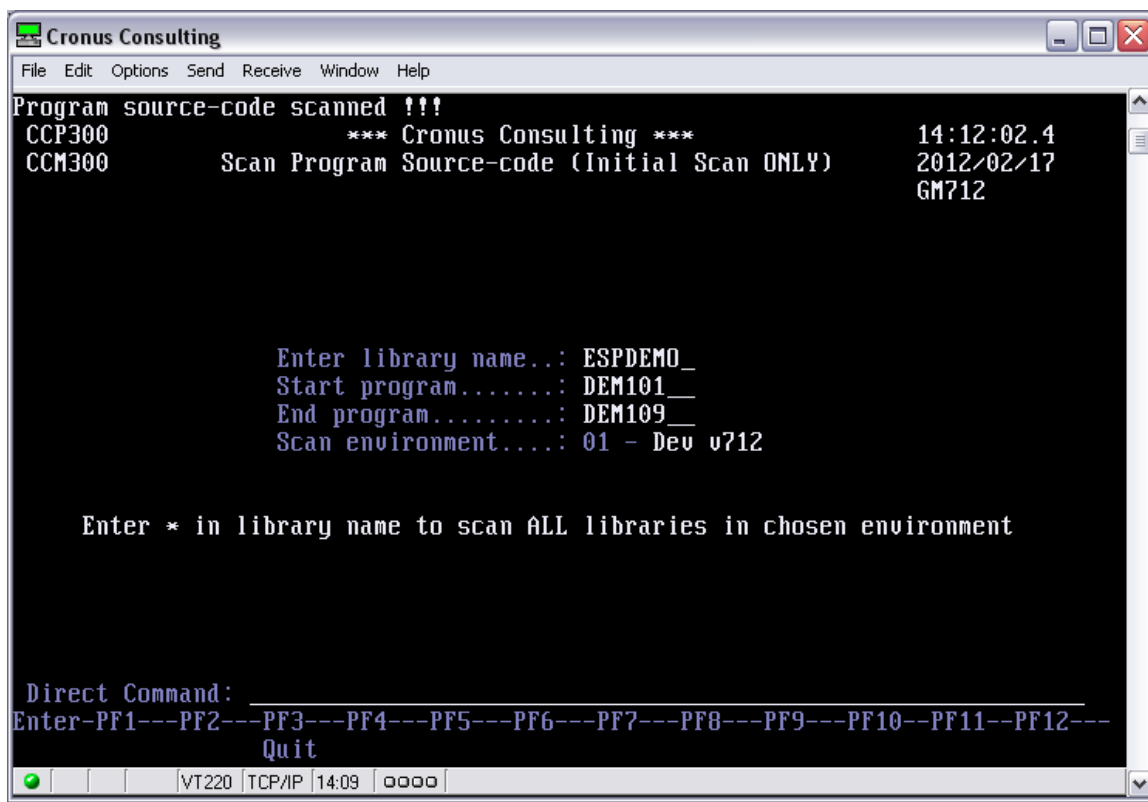 Cronus Consulting
File Edit Options Send Receive Window Help
Program source-code scanned !!!
CCP300 *** Cronus Consulting *** 14:12:02.4
CCM300 Scan Program Source-code (Initial Scan ONLY) 2012/02/17
GM712
Enter library name..: ESPDEMO_
Start program.......: DEM101__
End program.........: DEM109__
Scan environment....: 01 - Dev v712
Enter * in library name to scan ALL libraries in chosen environment
Direct Command: _______________________________________________
Enter-PF1---PF2---PF3---PF4---PF5---PF6---PF7---PF8---PF9---PF10--PF11--PF12---
Quit
VT220 TCP/IP 14:09